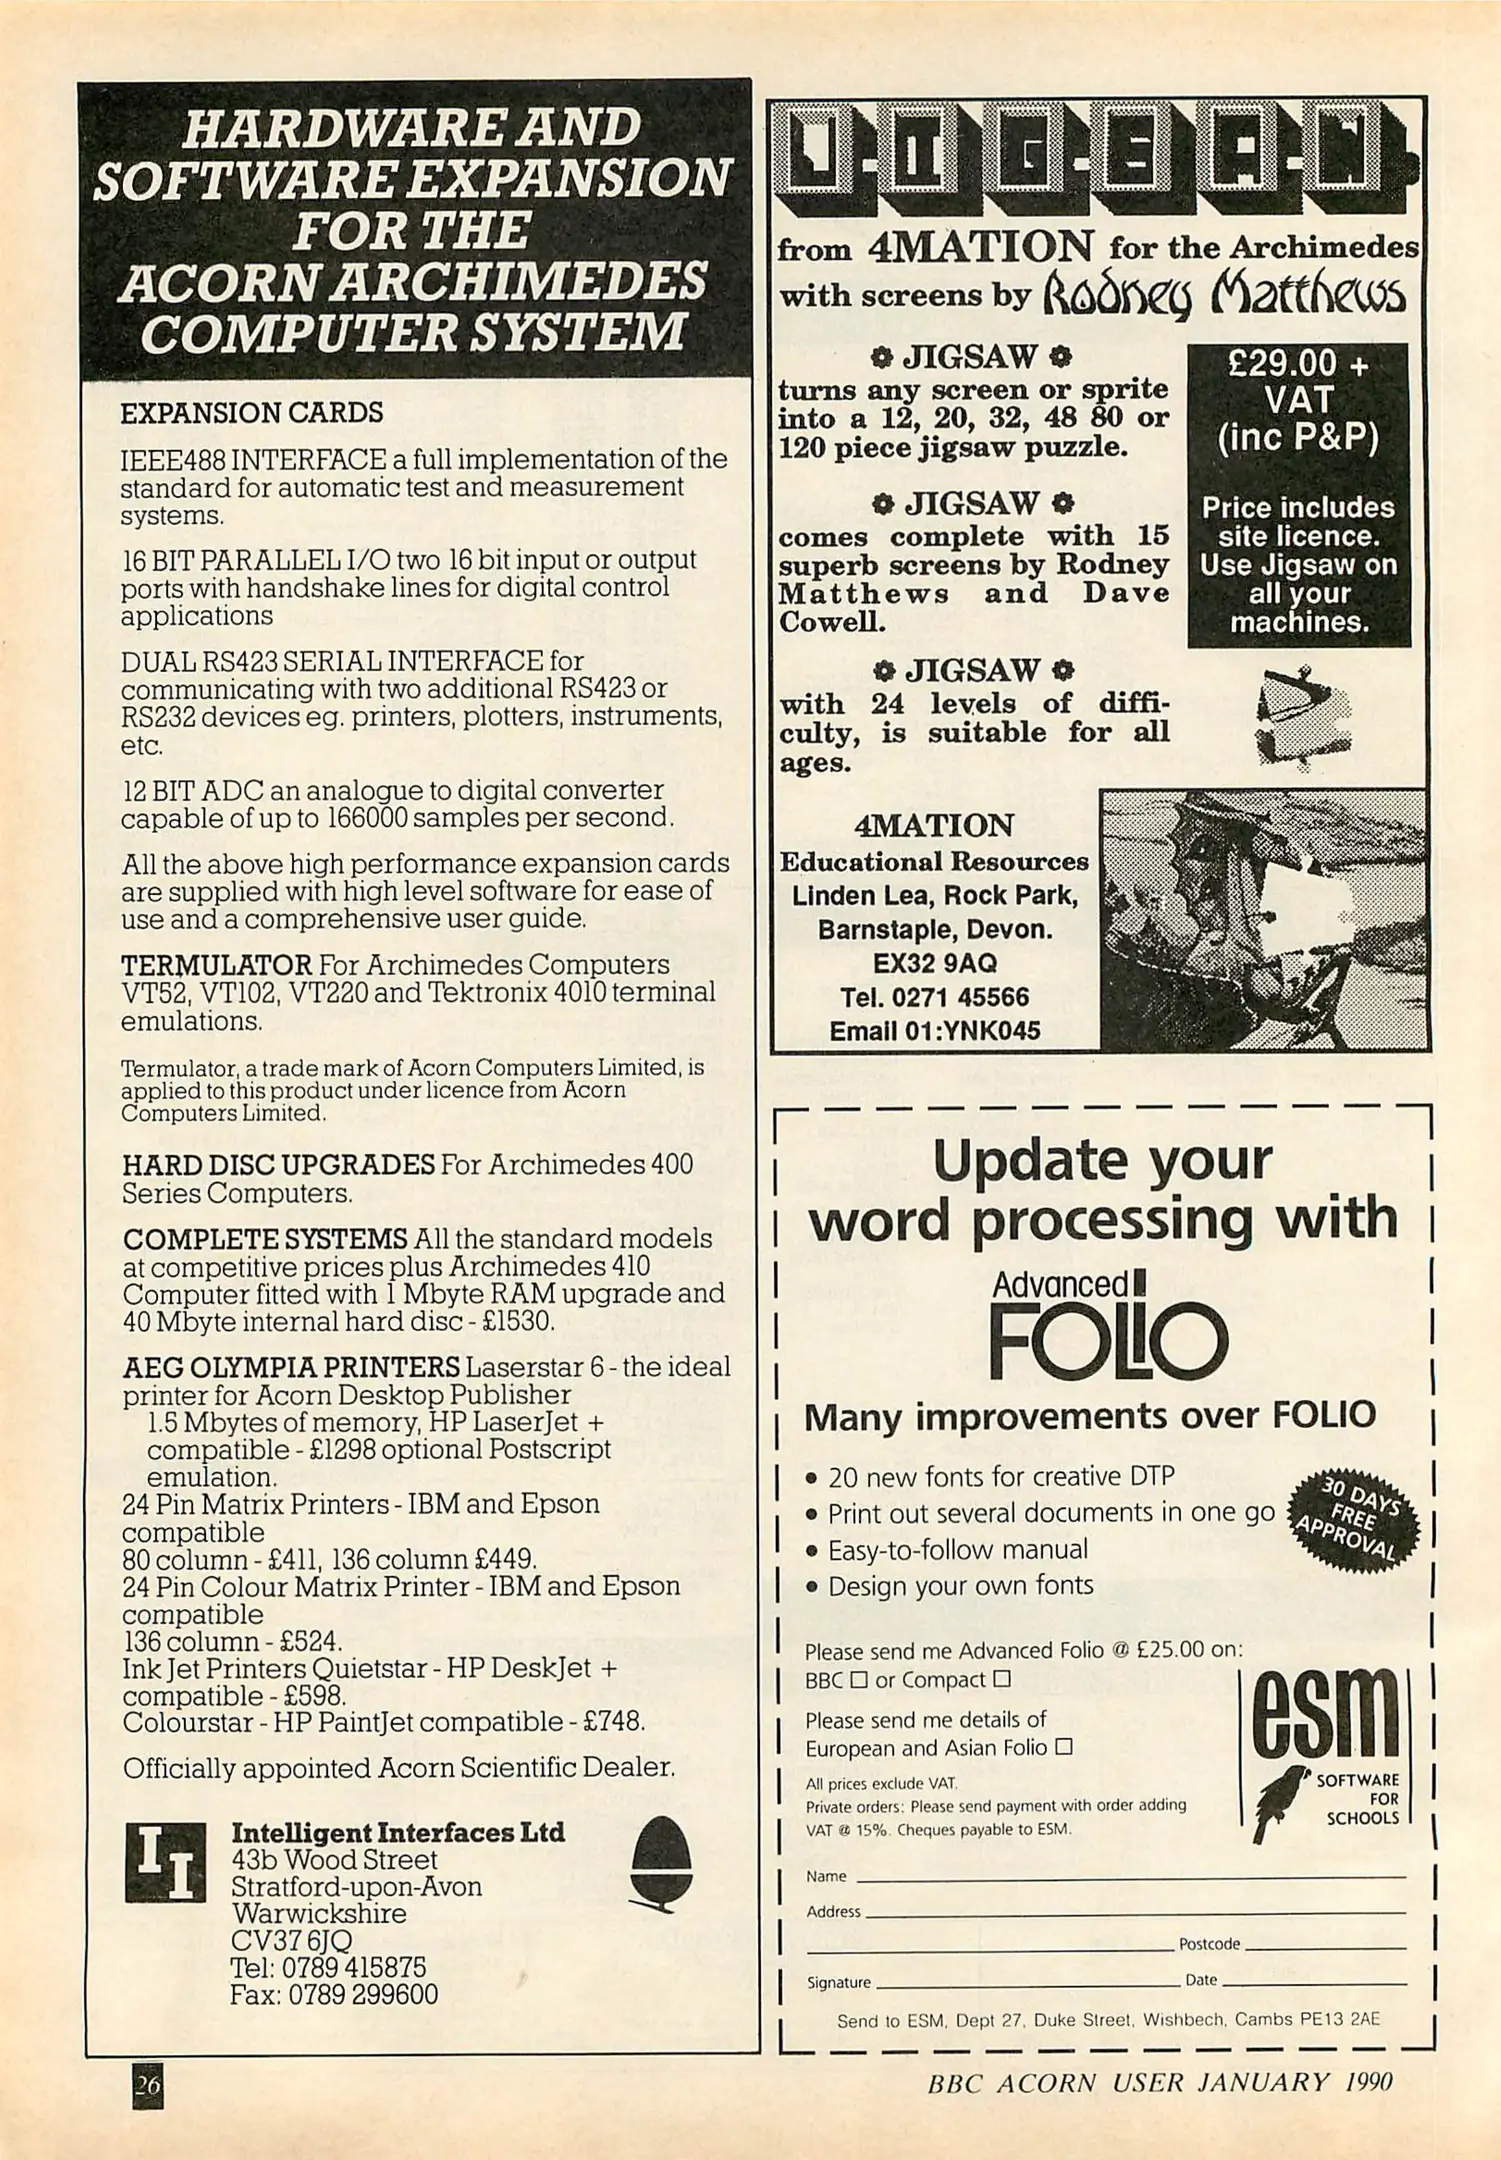 HARDWARE AND
SOFTWARE EXPANSION
FOR THE
ACORN ARCHIMEDES
COMPUTER SYSTEM
EXPANSION CARDS
IEEE488 INTERFACE a full implementation of the
standard for automatic test and measurement
systems.
16 BIT PARALLEL I/O two 16 bit input or output
ports with handshake lines for digital control
applications
DUAL RS423 SERIAL INTERFACE for
communicating with two additional RS423 or
RS232 devices eg. printers, plotters, instruments,
etc.
12 BIT ADC an analogue to digital converter
capable of up to 166000 samples per second.
All the above high performance expansion cards
are supplied with high level software for ease of
use and a comprehensive user guide.
TERMULATOR For Archimedes Computers
VT52, VT102, VT220 and Tektronix 4010 terminal
emulations.
Termulator, a trade mark of Acorn Computers Limited, is
applied to this product under licence from Acorn
Computers Limited.
HARD DISC UPGRADES For Archimedes 400
Series Computers.
COMPLETE SYSTEMS All the standard models
at competitive prices plus Archimedes 410
Computer fitted with 1 Mbyte RAM upgrade and
40 Mbyte internal hard disc - £1530.
AEG OLYMPIA PRINTERS Laserstar 6 - the ideal
printer for Acorn Desktop Publisher
1.5 Mbytes of memory, HP LaserJet +
compatible - £1298 optional Postscript
emulation.
24 Pin Matrix Printers - IBM and Epson
compatible
80 column - £411, 136 column £449.
24 Pin Colour Matrix Printer - IBM and Epson
compatible
136 column - £524.
Ink Jet Printers Quietstar - HP DeskJet +
compatible - £598.
Colourstar - HP PaintJet compatible - £748.
Officially appointed Acorn Scientific Dealer.
II
Intelligent Interfaces Ltd
43b Wood Street
Stratford-upon-Avon
Warwickshire
CV37 6JQ
Tel: 0789 415875
Fax: 0789 299600
J-I-G-S-A-W
from 4MATION for the Archimedes
with screens by Rodney Matthews
JIGSAW
turns any screen or sprite
into a 12, 20, 32, 48 80 or
120 piece jigsaw puzzle.
JIGSAW
comes complete with 15
superb screens by Rodney
Matthews and Dave
Cowell.
JIGSAW
with 24 levels of diffi-
culty, is suitable for all
ages.
£29.00 +
VAT
(inc P&P)
Price includes
site licence.
Use Jigsaw on
all your
machines.
4MATION
Educational Resources
Linden Lea, Rock Park,
Barnstaple, Devon.
EX32 9AQ
Tel. 0271 45566
Email 01:YNK045
Update your
word processing with
Advanced
FOLIO
Many improvements over FOLIO
• 20 new fonts for creative DTP
• Print out several documents in one go
• Easy-to-follow manual
• Design your own fonts
30 DAYS
FREE
APPROVAL
Please send me Advanced Folio @ £25.00 on:
BBC □ or Compact □
Please send me details of
European and Asian Folio □
All prices exclude VAT.
Private orders: Please send payment with order adding
VAT @ 15%. Cheques payable to ESM.
esm
SOFTWARE
FOR
SCHOOLS
Name
Address
Postcode
Signature Date
Send to ESM, Dept 27, Duke Street, Wishbech, Cambs PE13 2AE
26
BBC ACORN USER JANUARY 1990